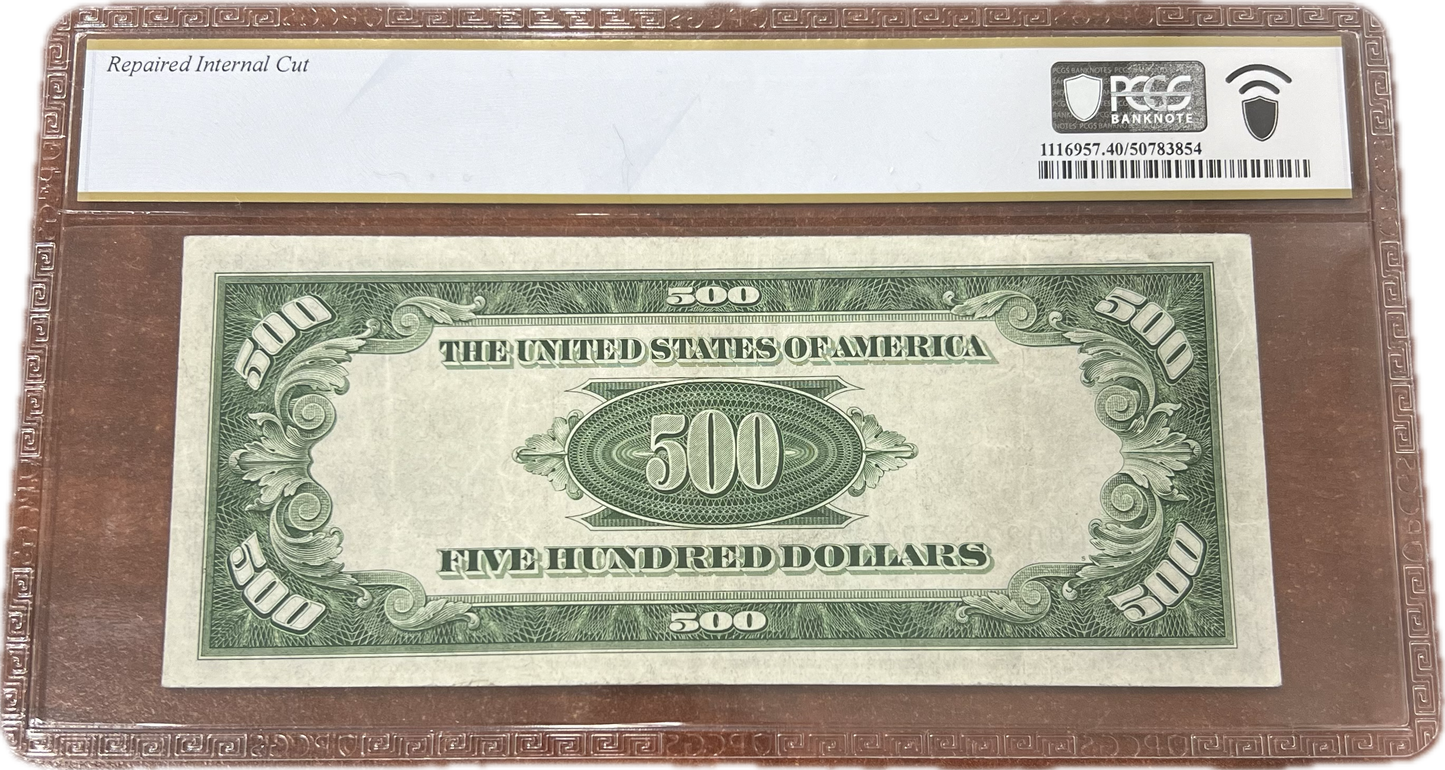 Repaired Internal Cut
PCGS
BANKNOTE
1116957.40/50783854
500
500
500
THE UNITED STATES OF AMERICA
500
FIVE HUNDRED DOLLARS
500
500
500